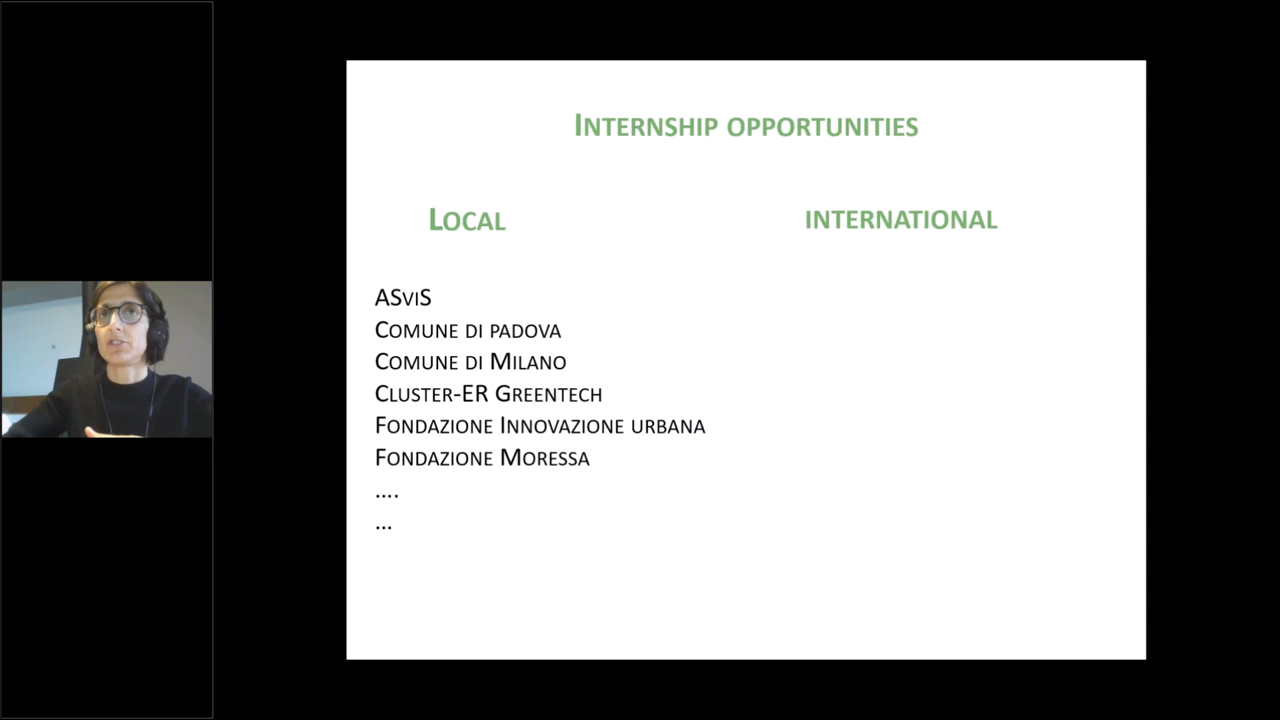 Internship opportunities
Local
international
ASviS
Comune di padova
Comune di Milano
Cluster-ER Greentech
Fondazione Innovazione urbana
Fondazione Moressa
....
...